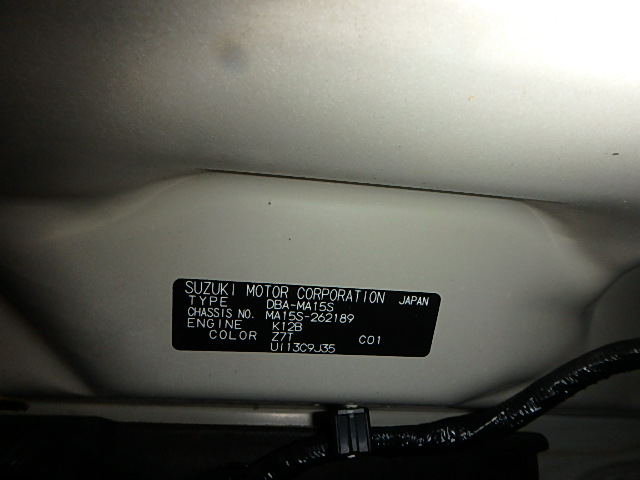 SUZUKI MOTOR CORPORATION JAPAN
TYPE DBA-MA15S
CHASSIS NO. MA15S-262189
ENGINE K12B
COLOR Z7T C01
U113C9J35